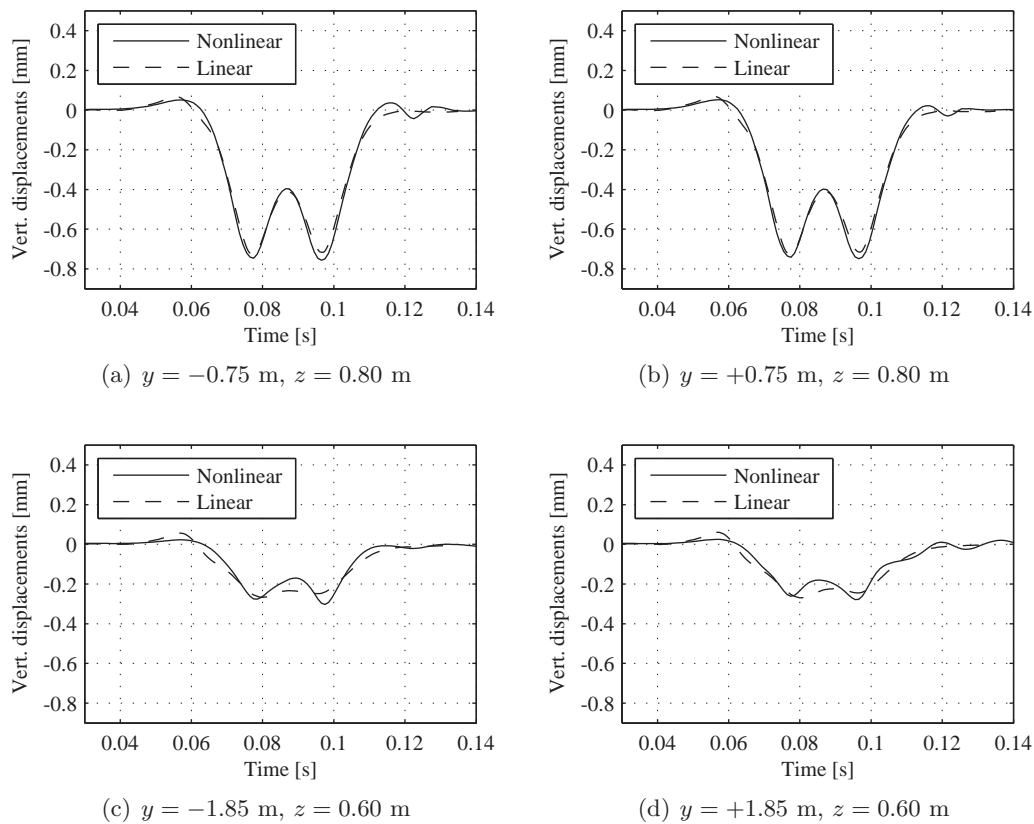 0.4
0.2
0
-0.2
-0.4
-0.6
-0.8
Vert. displacements [mm]
Nonlinear
Linear
0.04 0.06 0.08 0.1 0.12 0.14
Time [s]
(a) y = −0.75 m, z = 0.80 m
0.4
0.2
0
-0.2
-0.4
-0.6
-0.8
Vert. displacements [mm]
Nonlinear
Linear
0.04 0.06 0.08 0.1 0.12 0.14
Time [s]
(b) y = +0.75 m, z = 0.80 m
0.4
0.2
0
-0.2
-0.4
-0.6
-0.8
Vert. displacements [mm]
Nonlinear
Linear
0.04 0.06 0.08 0.1 0.12 0.14
Time [s]
(c) y = −1.85 m, z = 0.60 m
0.4
0.2
0
-0.2
-0.4
-0.6
-0.8
Vert. displacements [mm]
Nonlinear
Linear
0.04 0.06 0.08 0.1 0.12 0.14
Time [s]
(d) y = +1.85 m, z = 0.60 m